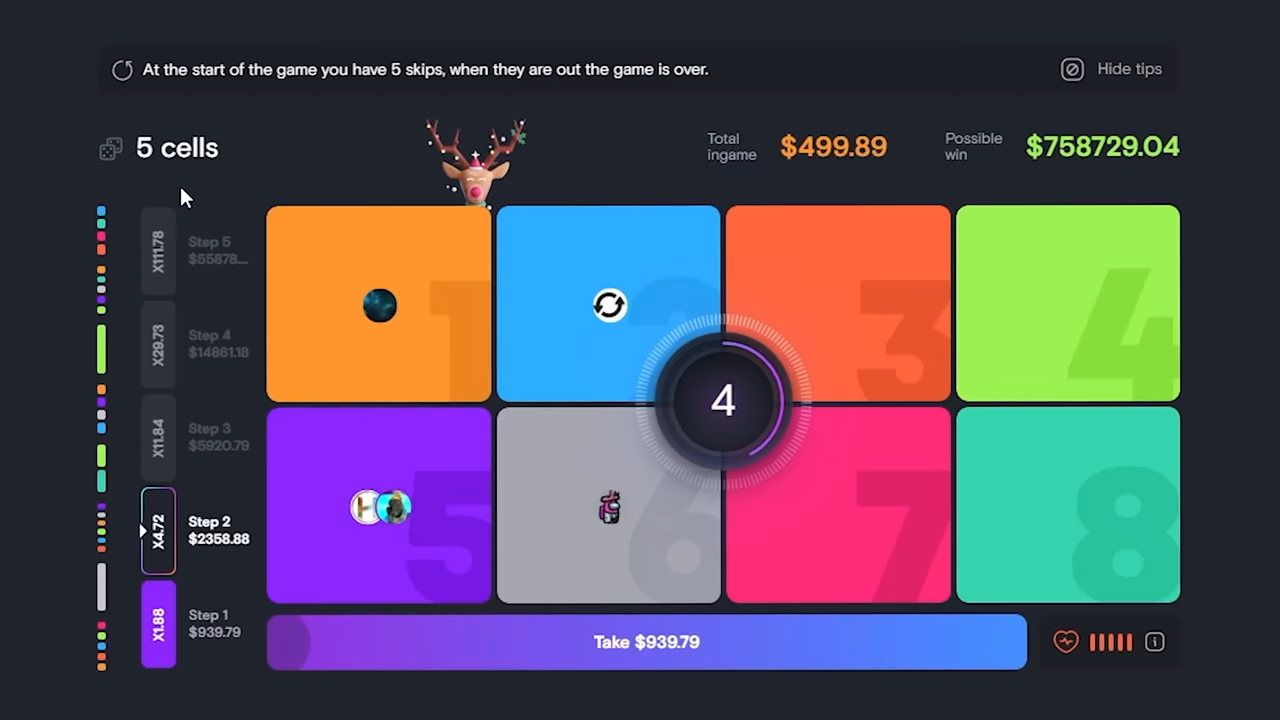 At the start of the game you have 5 skips, when they are out the game is over.
Hide tips
5 cells
Total
ingame
$499.89
Possible
win
$758729.04
X111.78
Step 5
$55878...
X29.73
Step 4
$14861.18
X11.84
Step 3
$5920.79
X4.72
Step 2
$2358.88
X1.88
Step 1
$939.79
1
2
3
4
4
5
6
7
8
Take $939.79